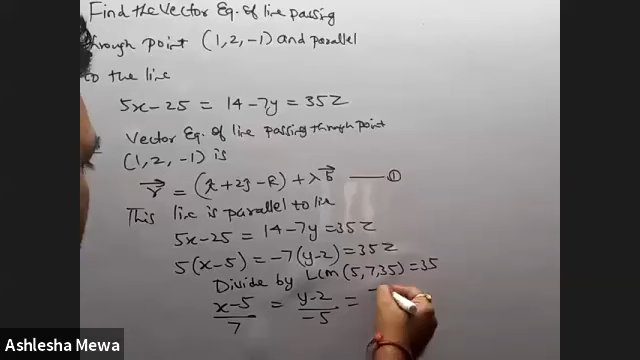 Find the Vector Eq. of line passing
through point (1, 2, -1) and parallel
to the line
5x-25 = 14-7y = 35Z
Vector Eq. of line passing through point
(1, 2, -1) is
r = (i+2j-k) + λb —— ①
This line is parallel to line
5x-25 = 14-7y = 35Z
5(x-5) = -7(y-2) = 35Z
Divide by LCM (5,7,35) = 35
x-5/7 = y-2/-5 =
Ashlesha Mewa